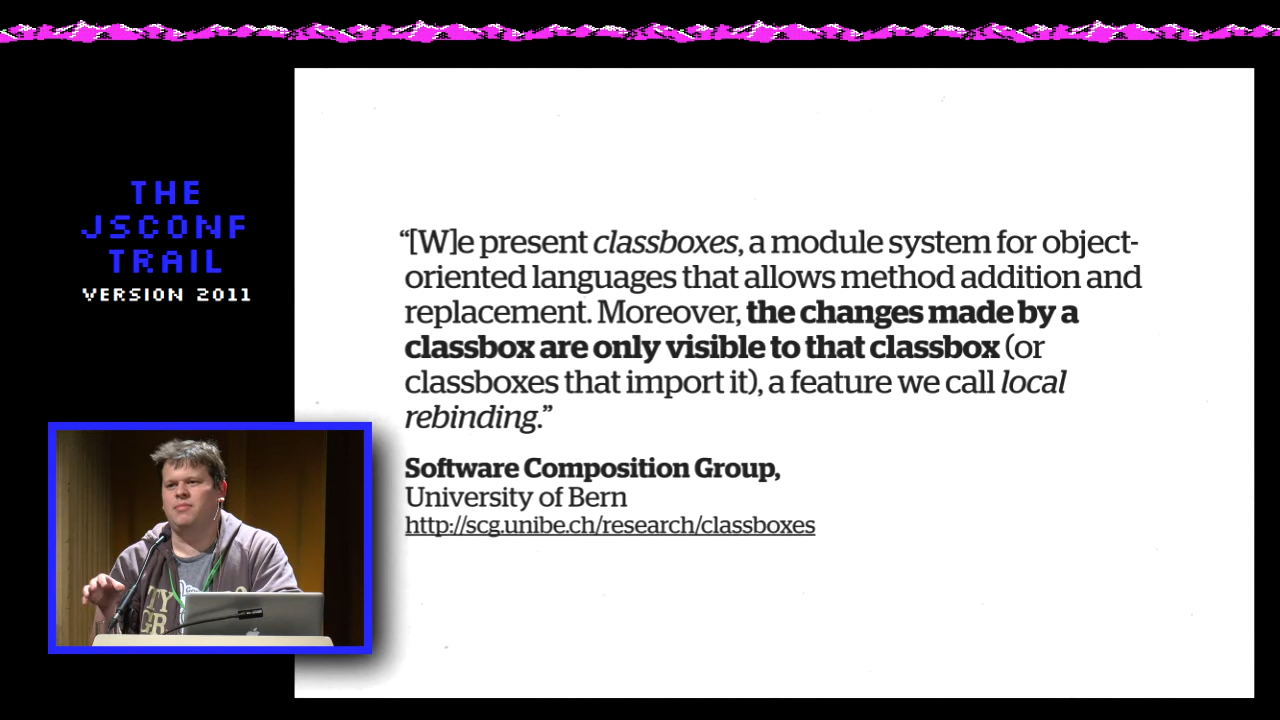 THE
JSCONF
TRAIL
VERSION 2011
“[W]e present classboxes, a module system for object-
oriented languages that allows method addition and
replacement. Moreover, the changes made by a
classbox are only visible to that classbox (or
classboxes that import it), a feature we call local
rebinding.”
Software Composition Group,
University of Bern
http://scg.unibe.ch/research/classboxes